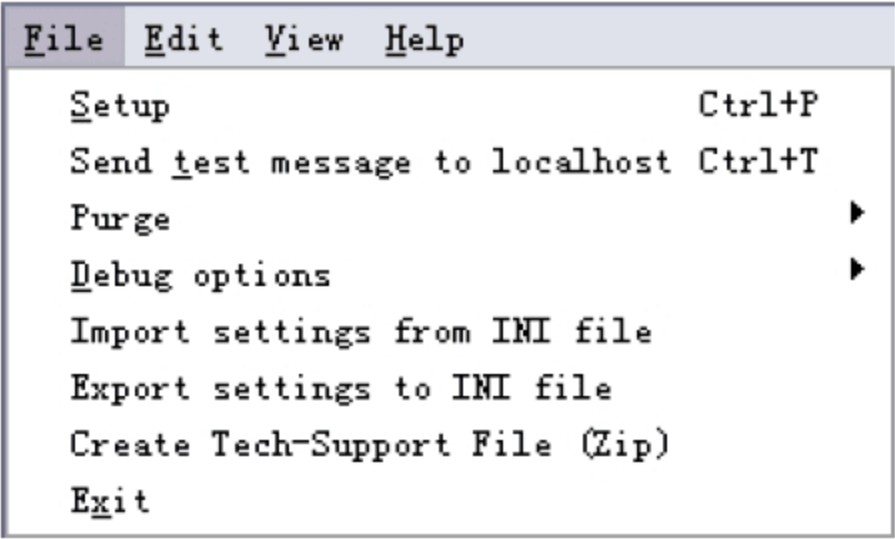 File Edit View Help
Setup Ctrl+P
Send test message to localhost Ctrl+T
Purge
Debug options
Import settings from INI file
Export settings to INI file
Create Tech-Support File (Zip)
Exit